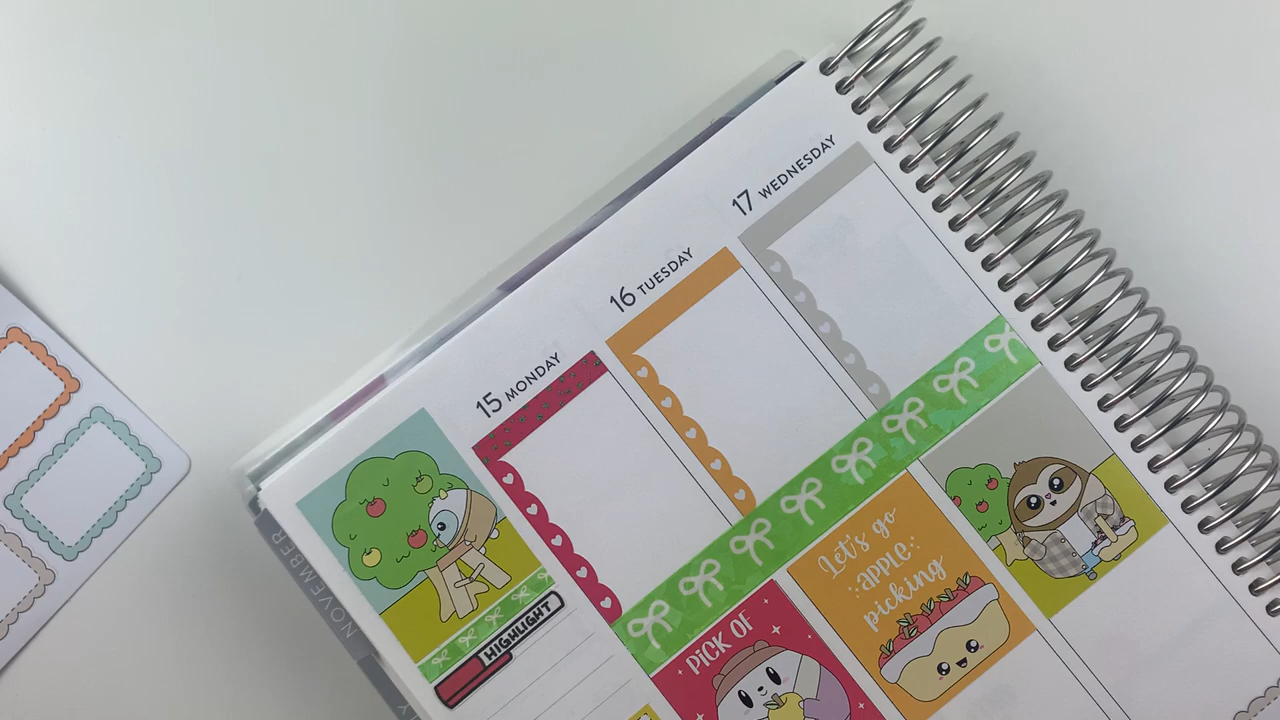 17 WEDNESDAY
16 TUESDAY
15 MONDAY
NOVEMBER
HIGHLIGHT
PiCK OF
Let's go
APPLE
picking